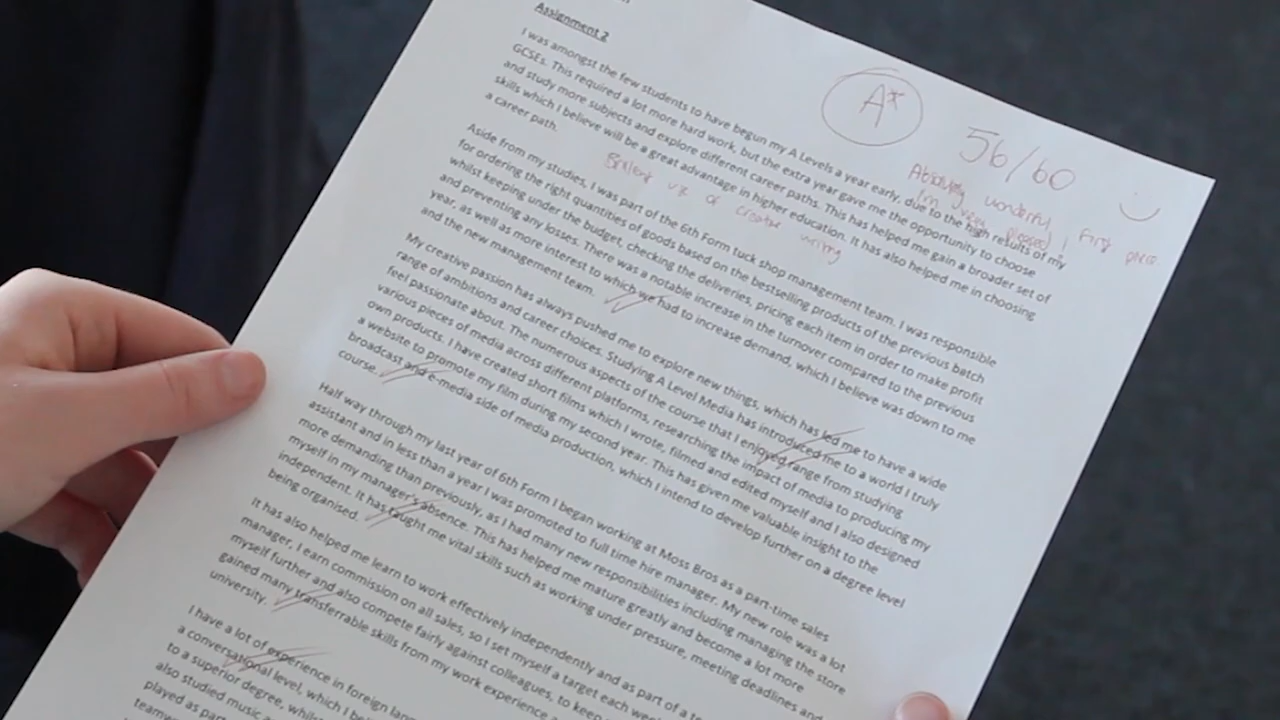 Assignment 2
A*
56/60
Absolutely wonderful,
I'm very pleased!
I was amongst the few students to have begun my A Levels a year early, due to the high results of my
GCSEs. This required a lot more hard work, but the extra year gave me the opportunity to choose
and study more subjects and explore different career paths. This has helped me gain a broader set of
skills which I believe will be a great advantage in higher education. It has also helped me in choosing
a career path.
use of creative writing
Aside from my studies, I was part of the 6th Form tuck shop management team. I was responsible
for ordering the right quantities of goods based on the bestselling products of the previous batch
whilst keeping under the budget, checking the deliveries, pricing each item in order to make profit
and preventing any losses. There was a notable increase in the turnover compared to the previous
year, as well as more interest to which we had to increase demand, which I believe was down to me
and the new management team.
My creative passion has always pushed me to explore new things, which has led me to have a wide
range of ambitions and career choices. Studying A Level Media has introduced me to a world I truly
feel passionate about. The numerous aspects of the course that I enjoyed range from studying
various pieces of media across different platforms, researching the impact of media to producing my
own products. I have created short films which I wrote, filmed and edited myself and I also designed
a website to promote my film during my second year. This has given me valuable insight to the
broadcast and e-media side of media production, which I intend to develop further on a degree level
course.
Half way through my last year of 6th Form I began working at Moss Bros as a part-time sales
assistant and in less than a year I was promoted to full time hire manager. My new role was a lot
more demanding than previously, as I had many new responsibilities including managing the store
myself in my manager's absence. This has helped me mature greatly and become a lot more
independent. It has taught me vital skills such as working under pressure, meeting deadlines and
being organised.
It has also helped me learn to work effectively independently and as part of a
manager, I earn commission on all sales, so I set myself a target each
myself further and also compete fairly against colleagues, to keep
gained many transferrable skills from my work experience
university.
I have a lot of experience in foreign
a conversational level, which I
to a superior degree,
also studied music
played as part